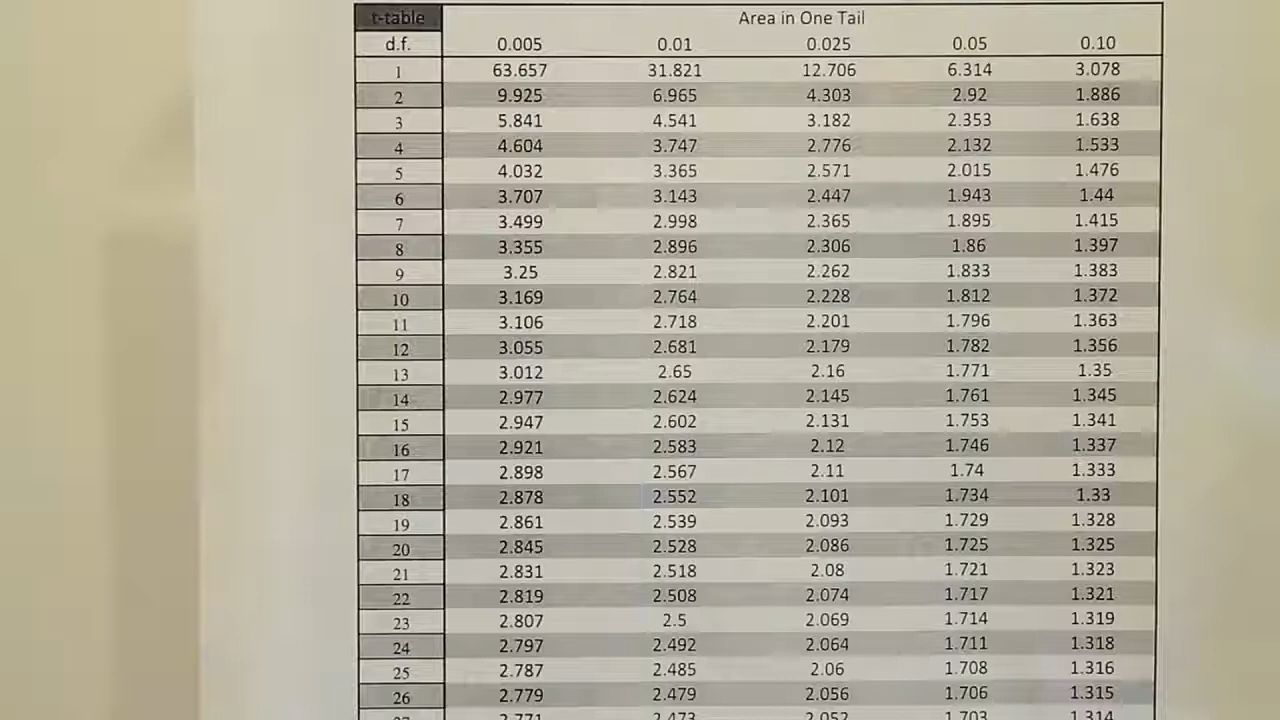 t-table Area in One Tail
d.f. 0.005 0.01 0.025 0.05 0.10
1 63.657 31.821 12.706 6.314 3.078
2 9.925 6.965 4.303 2.92 1.886
3 5.841 4.541 3.182 2.353 1.638
4 4.604 3.747 2.776 2.132 1.533
5 4.032 3.365 2.571 2.015 1.476
6 3.707 3.143 2.447 1.943 1.44
7 3.499 2.998 2.365 1.895 1.415
8 3.355 2.896 2.306 1.86 1.397
9 3.25 2.821 2.262 1.833 1.383
10 3.169 2.764 2.228 1.812 1.372
11 3.106 2.718 2.201 1.796 1.363
12 3.055 2.681 2.179 1.782 1.356
13 3.012 2.65 2.16 1.771 1.35
14 2.977 2.624 2.145 1.761 1.345
15 2.947 2.602 2.131 1.753 1.341
16 2.921 2.583 2.12 1.746 1.337
17 2.898 2.567 2.11 1.74 1.333
18 2.878 2.552 2.101 1.734 1.33
19 2.861 2.539 2.093 1.729 1.328
20 2.845 2.528 2.086 1.725 1.325
21 2.831 2.518 2.08 1.721 1.323
22 2.819 2.508 2.074 1.717 1.321
23 2.807 2.5 2.069 1.714 1.319
24 2.797 2.492 2.064 1.711 1.318
25 2.787 2.485 2.06 1.708 1.316
26 2.779 2.479 2.056 1.706 1.315
2.771 2.473 2.052 1.703 1.314